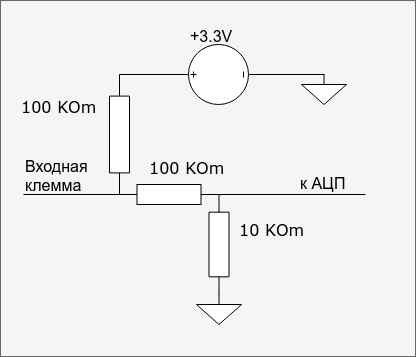 +3.3V
100 KOm
Входная
клемма
100 KOm
к АЦП
10 KOm